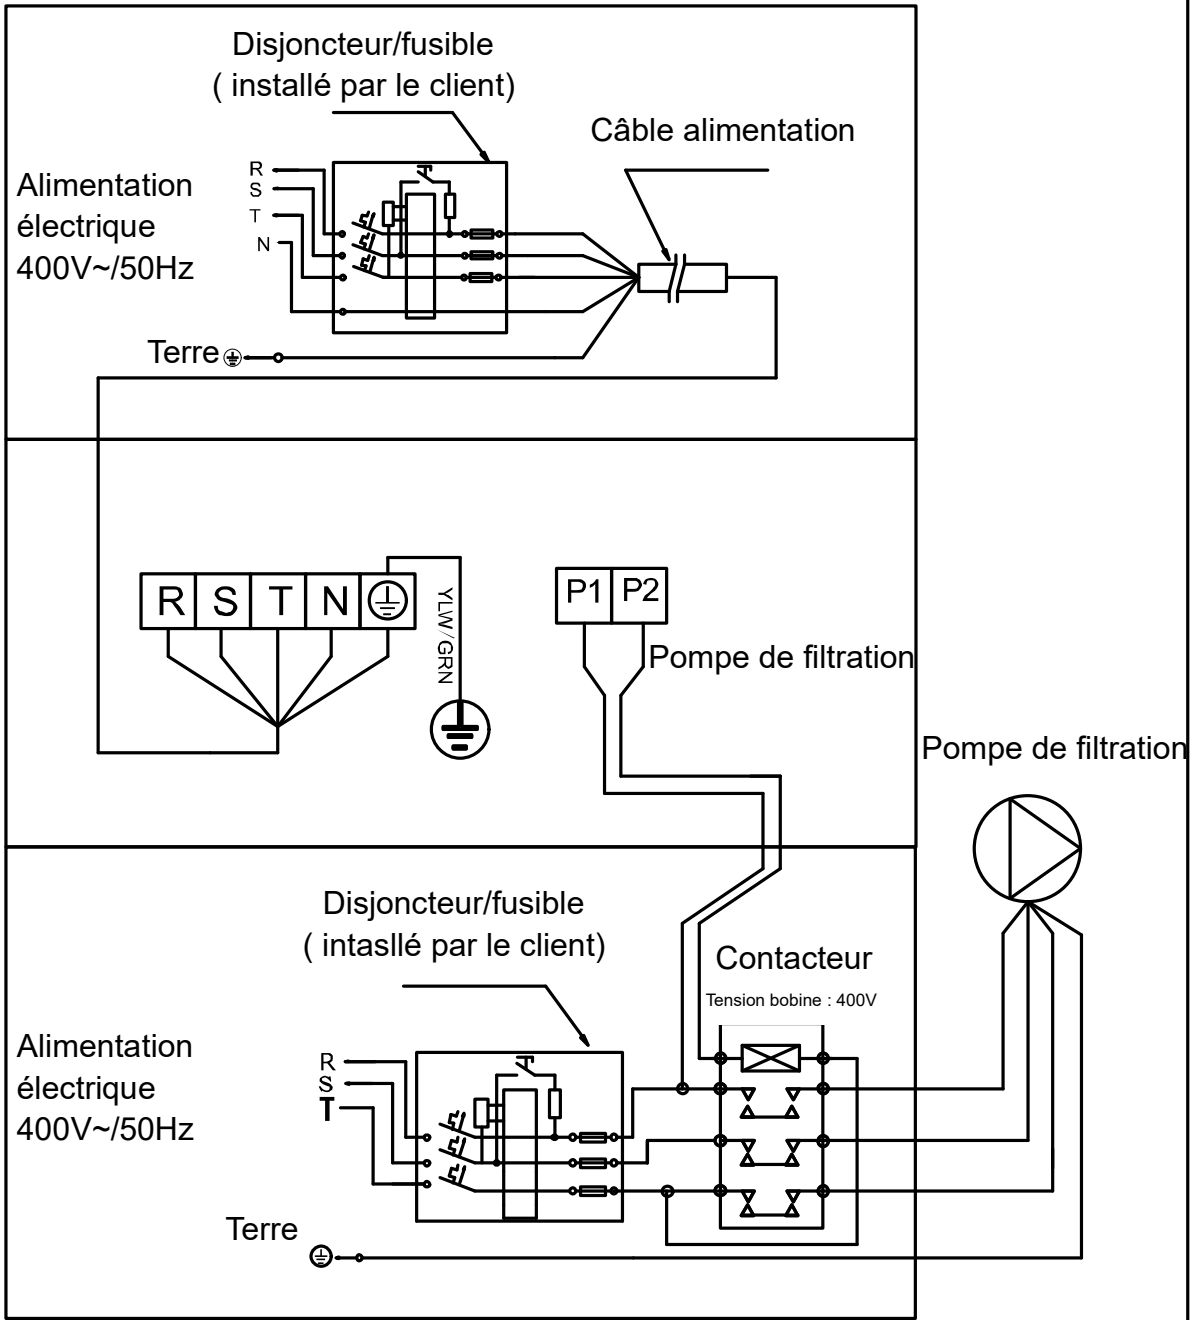 Disjoncteur/fusible
( installé par le client)
Câble alimentation
Alimentation
électrique
400V~/50Hz
R
S
T
N
Terre
R S T N
YLW/GRN
P1 P2
Pompe de filtration
Pompe de filtration
Disjoncteur/fusible
( intasllé par le client)
Contacteur
Tension bobine : 400V
Alimentation
électrique
400V~/50Hz
R
S
T
Terre